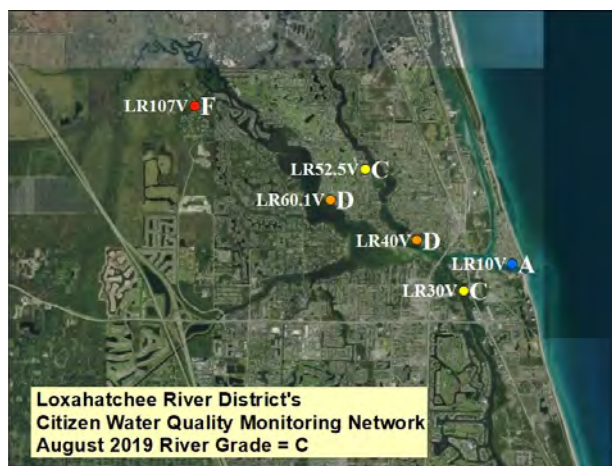 LR107V F
LR52.5V C
LR60.1V D
LR40V D
LR10V A
LR30V C
Loxahatchee River District's
Citizen Water Quality Monitoring Network
August 2019 River Grade = C